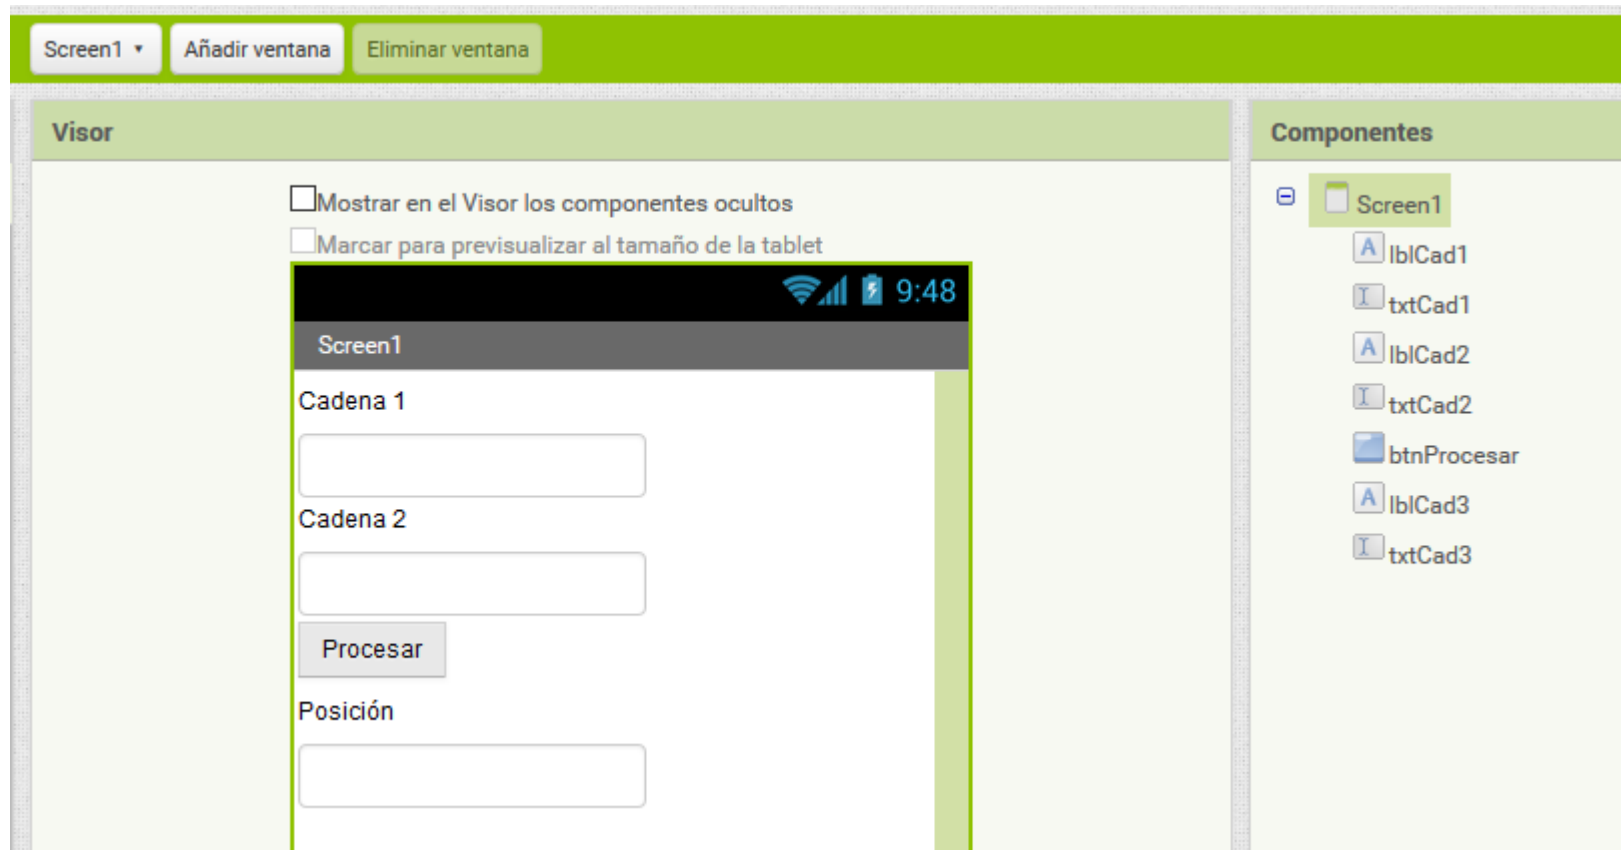 Screen1 ▾ Añadir ventana Eliminar ventana
Visor
Mostrar en el Visor los componentes ocultos
Marcar para previsualizar al tamaño de la tablet
9:48
Screen1
Cadena 1
Cadena 2
Procesar
Posición
Componentes
Screen1
lblCad1
txtCad1
lblCad2
txtCad2
btnProcesar
lblCad3
txtCad3